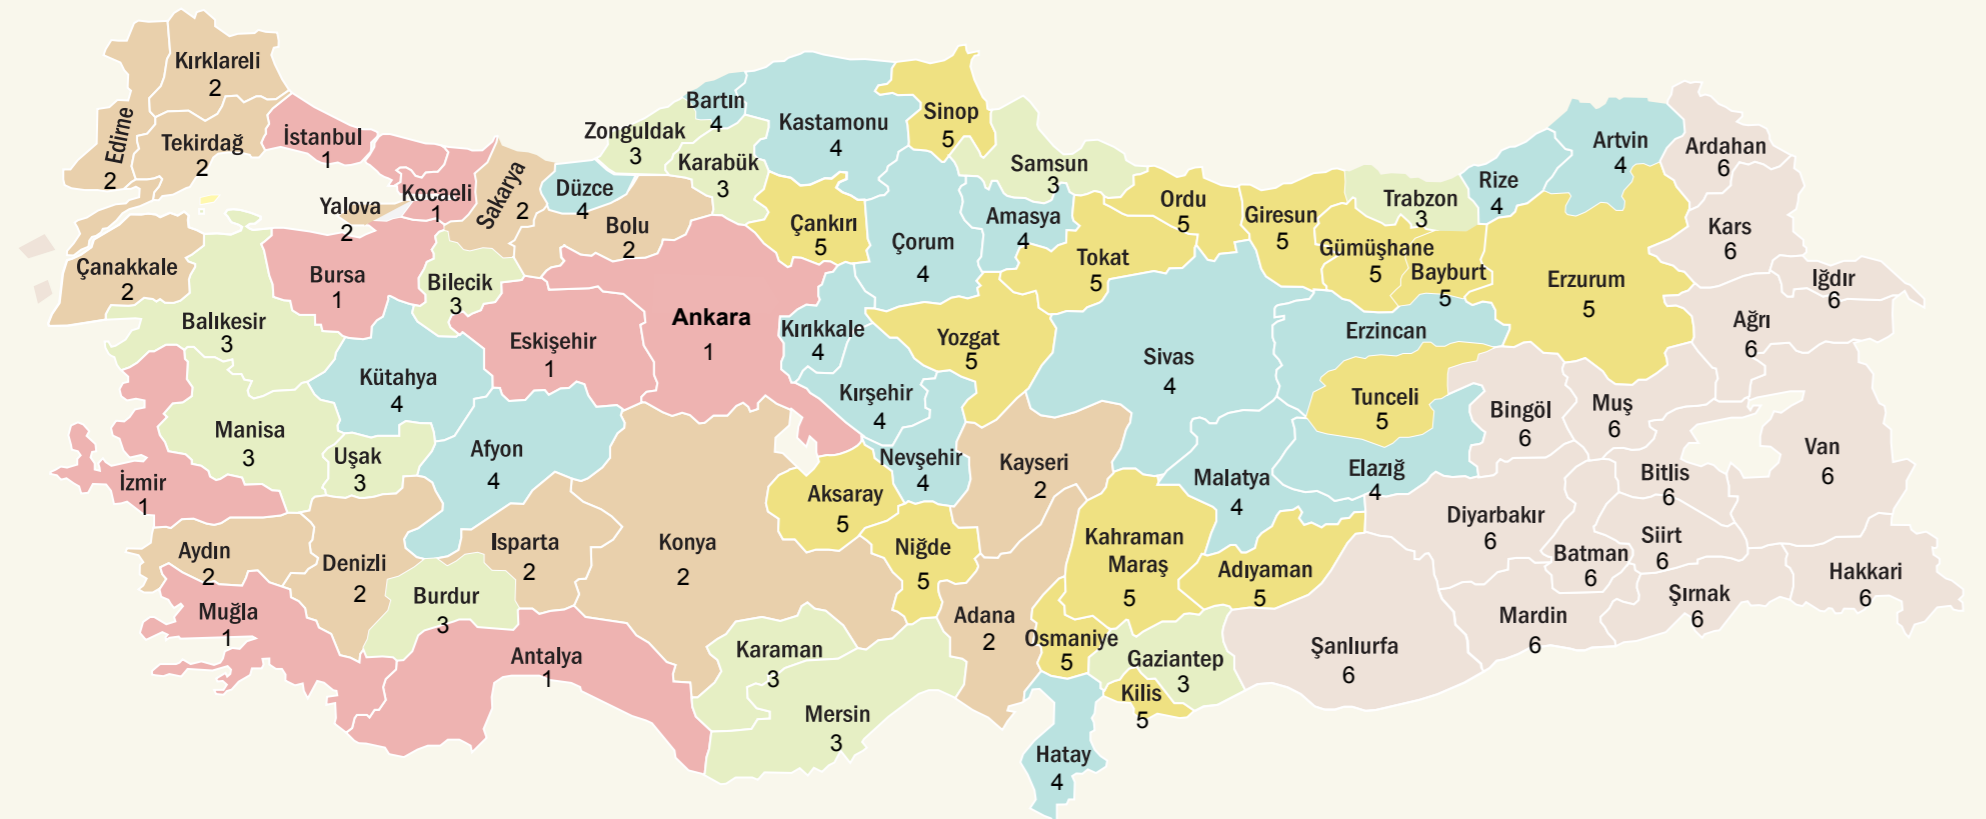 Kırklareli
2
Edirne
2
Tekirdağ
2
İstanbul
1
Kocaeli
1
Yalova
2
Sakarya
2
Düzce
4
Bolu
2
Zonguldak
3
Bartın
4
Karabük
3
Kastamonu
4
Sinop
5
Çankırı
5
Çorum
4
Samsun
3
Amasya
4
Tokat
5
Ordu
5
Giresun
5
Gümüşhane
5
Trabzon
3
Bayburt
5
Rize
4
Artvin
4
Ardahan
6
Kars
6
Iğdır
6
Ağrı
6
Erzurum
5
Erzincan
Çanakkale
2
Balıkesir
3
Bursa
1
Bilecik
3
Eskişehir
1
Ankara
1
Kırıkkale
4
Kırşehir
4
Yozgat
5
Sivas
4
Tunceli
5
Bingöl
6
Muş
6
Bitlis
6
Van
6
Kütahya
4
Manisa
3
Uşak
3
Afyon
4
İzmir
1
Aydın
2
Denizli
2
Muğla
1
Burdur
3
Isparta
2
Antalya
1
Konya
2
Aksaray
5
Nevşehir
4
Niğde
5
Kayseri
2
Karaman
3
Mersin
3
Adana
2
Osmaniye
5
Hatay
4
Kahraman
Maraş
5
Malatya
4
Elazığ
4
Adıyaman
5
Gaziantep
3
Kilis
5
Şanlıurfa
6
Diyarbakır
6
Mardin
6
Batman
6
Siirt
6
Şırnak
6
Hakkari
6